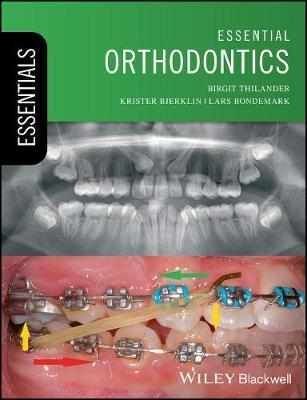 ESSENTIALS
ESSENTIAL
ORTHODONTICS
BIRGIT THILANDER
KRISTER BJERKLIN | LARS BONDEMARK
WILEY Blackwell